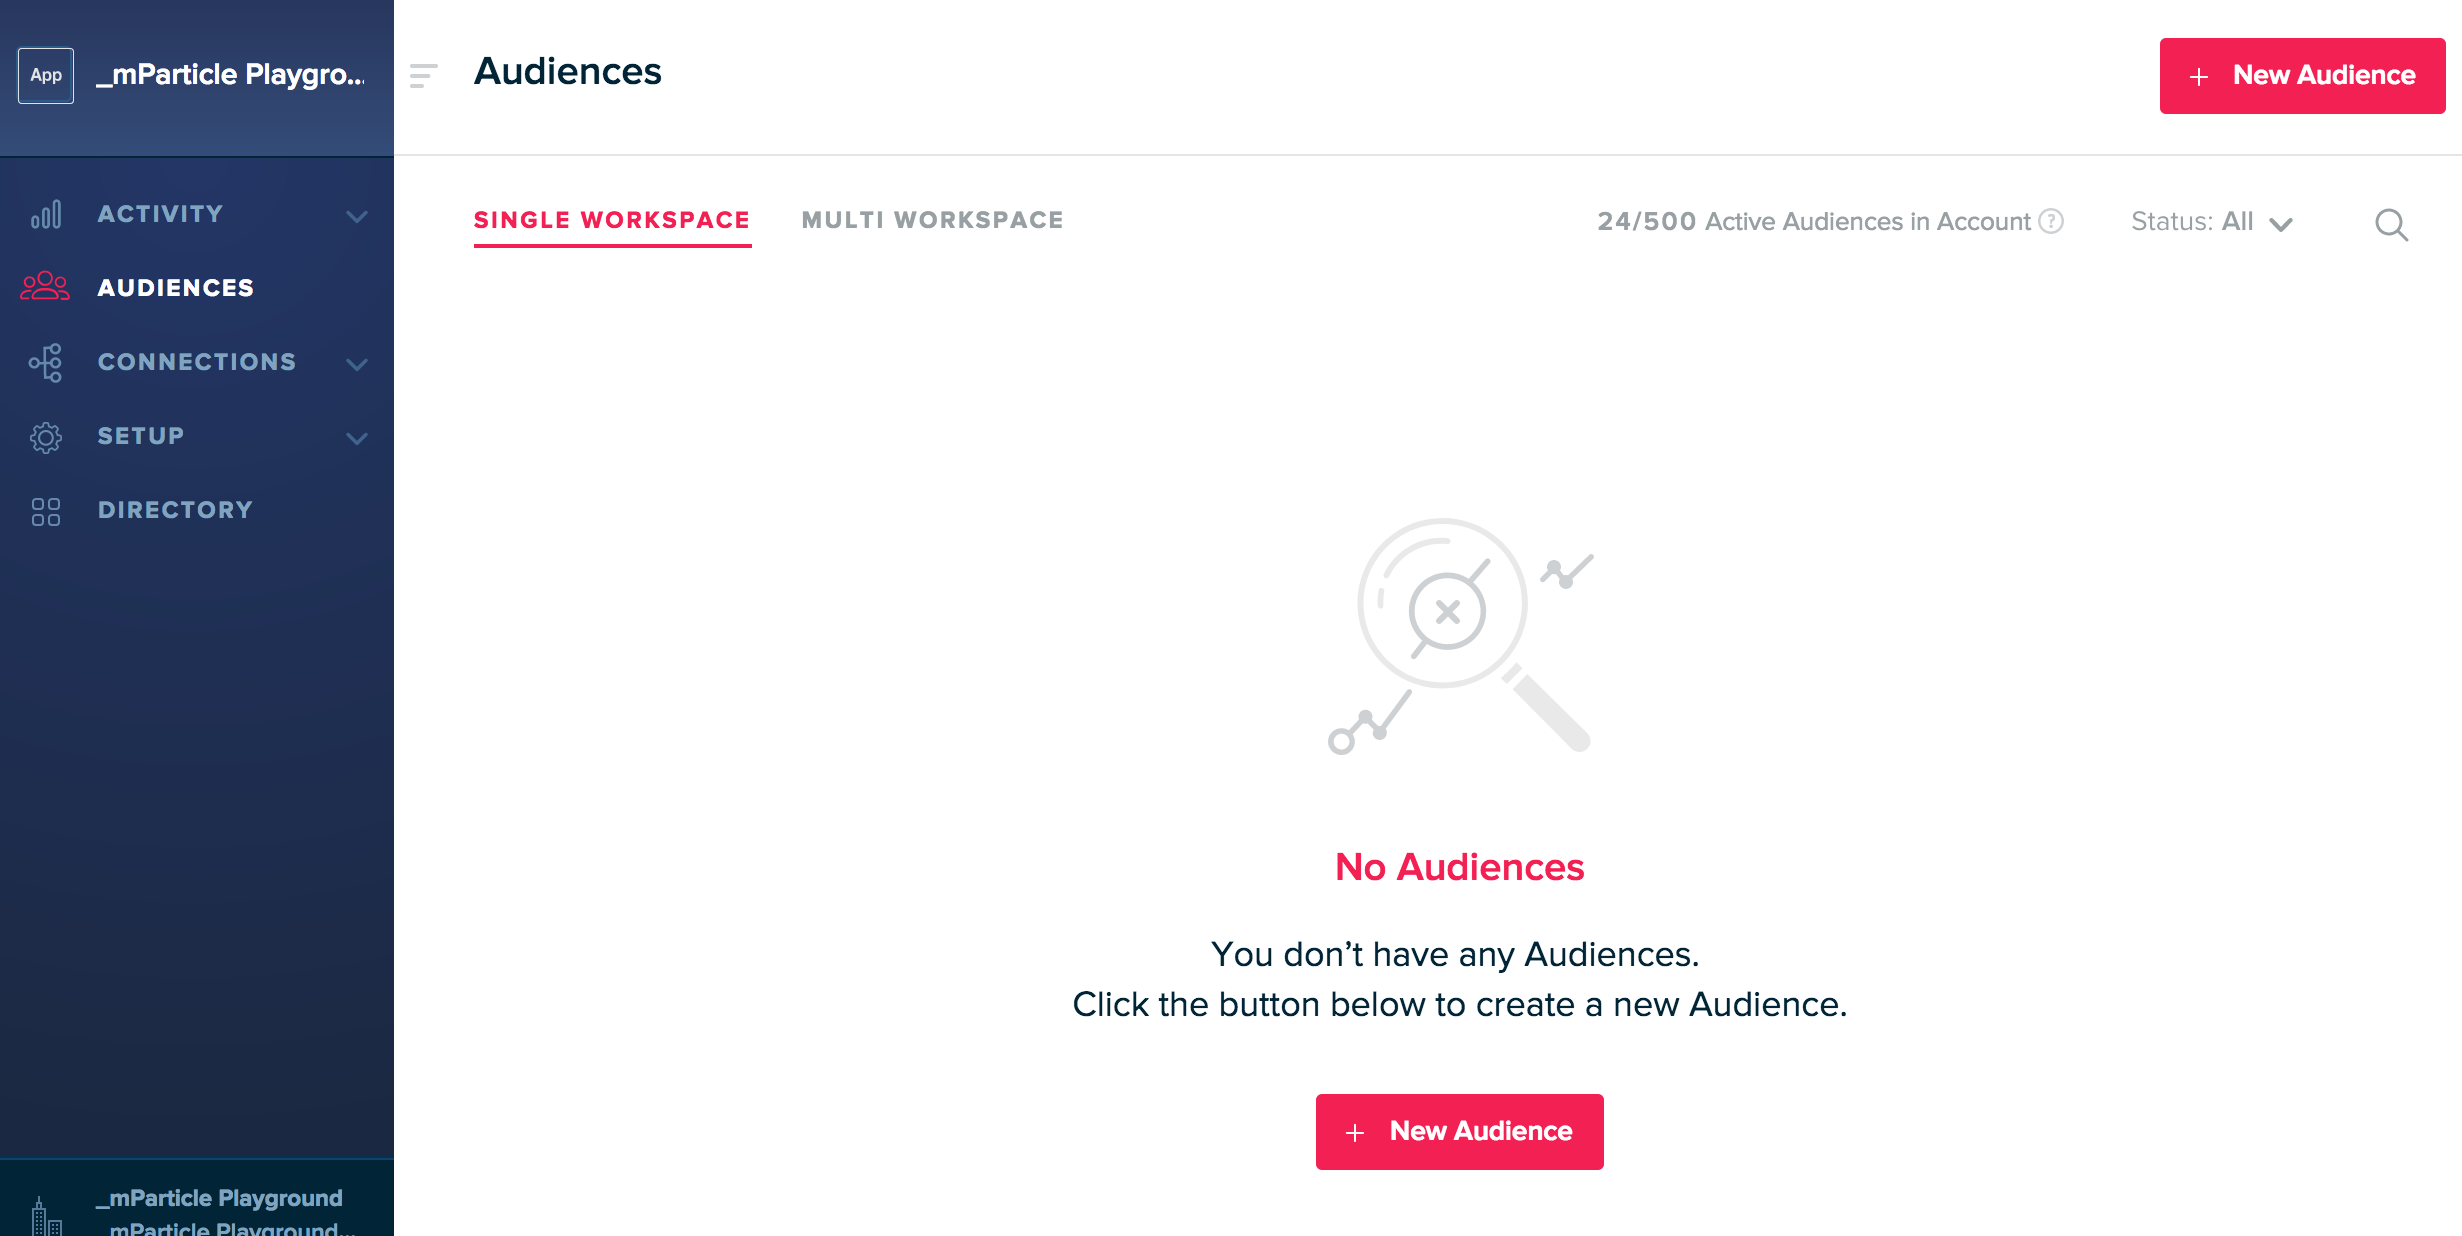 App
_mParticle Playgro...
Audiences
+ New Audience
ACTIVITY
AUDIENCES
CONNECTIONS
SETUP
DIRECTORY
SINGLE WORKSPACE
MULTI WORKSPACE
24/500 Active Audiences in Account ?
Status: All
No Audiences
You don’t have any Audiences.
Click the button below to create a new Audience.
+ New Audience
_mParticle Playground
_mParticle Playground...